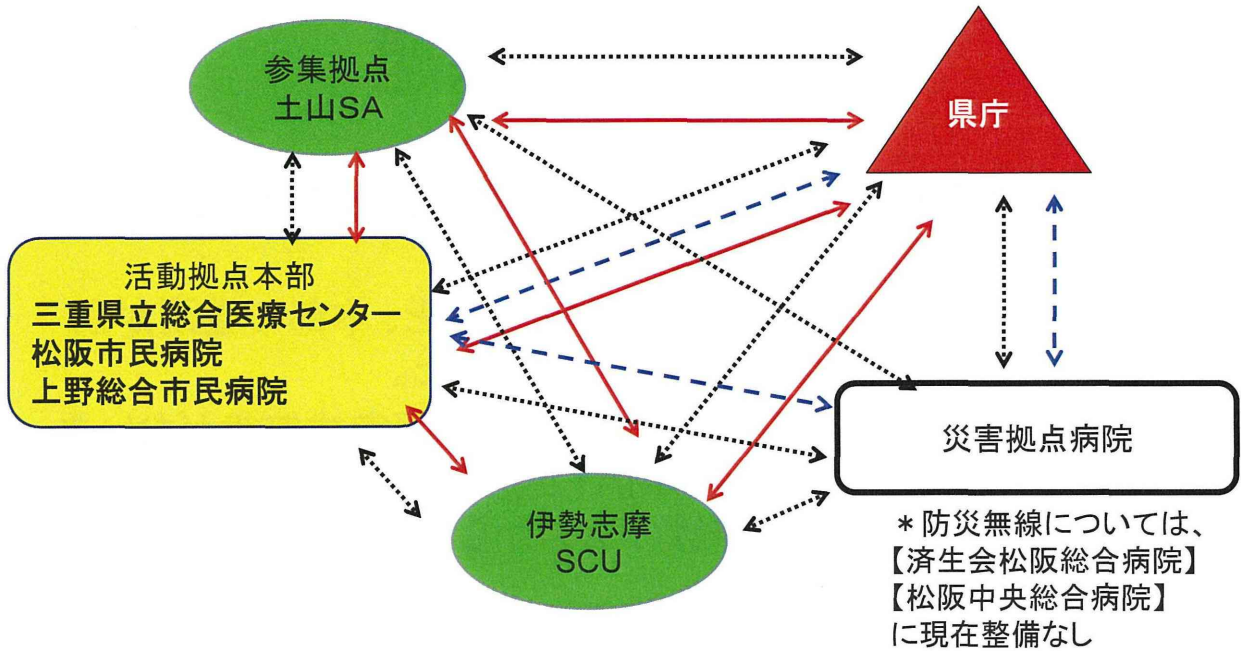 参集拠点
土山SA
県庁
活動拠点本部
三重県立総合医療センター
松阪市民病院
上野総合市民病院
災害拠点病院
伊勢志摩
SCU
*防災無線については、
【済生会松阪総合病院】
【松阪中央総合病院】
に現在整備なし